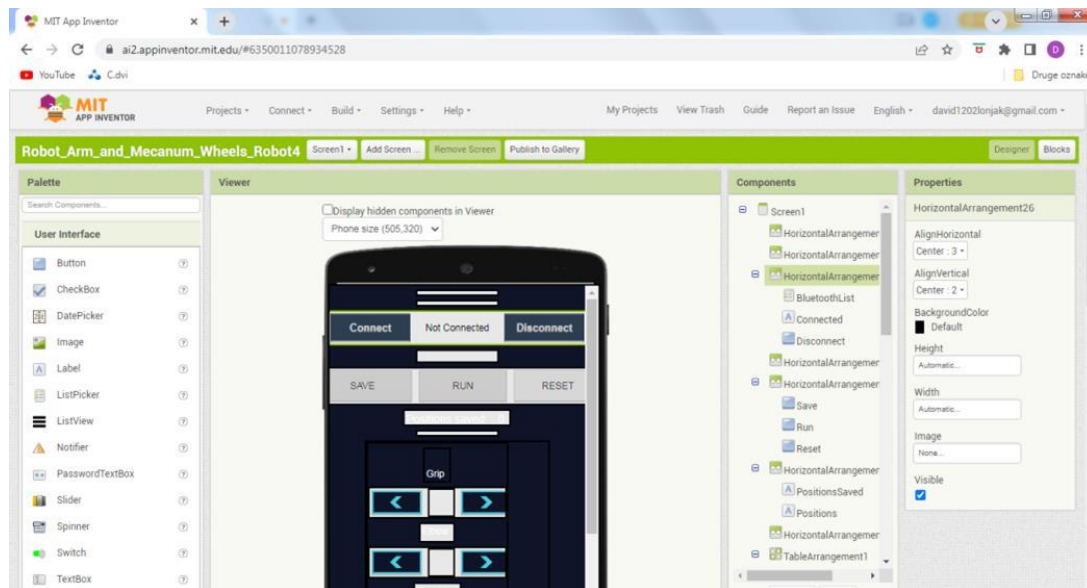 MIT App Inventor
ai2.appinventor.mit.edu/#6350011078934528
YouTube C.dvi Druge oznake
MIT
APP INVENTOR
Projects Connect Build Settings Help My Projects View Trash Guide Report an Issue English david1202lonjak@gmail.com
Robot_Arm_and_Mecanum_Wheels_Robot4 Screen1 Add Screen ... Remove Screen Publish to Gallery Designer Blocks
Palette
Search Components...
User Interface
Button
CheckBox
DatePicker
Image
Label
ListPicker
ListView
Notifier
PasswordTextBox
Slider
Spinner
Switch
TextBox
Viewer
Display hidden components in Viewer
Phone size (505,320)
Connect Not Connected Disconnect
SAVE RUN RESET
Grip
Components
Screen1
HorizontalArrangemer
HorizontalArrangemer
HorizontalArrangemer
BluetoothList
Connected
Disconnect
HorizontalArrangemer
HorizontalArrangemer
Save
Run
Reset
HorizontalArrangemer
PositionsSaved
Positions
HorizontalArrangemer
TableArrangement1
Properties
HorizontalArrangement26
AlignHorizontal
Center : 3
AlignVertical
Center : 2
BackgroundColor
Default
Height
Automatic...
Width
Automatic...
Image
None...
Visible